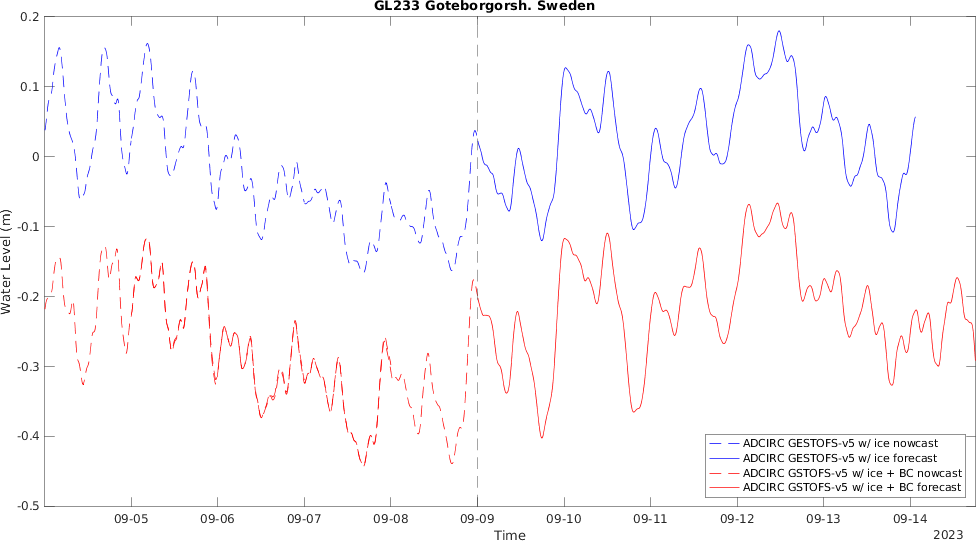 GL233 Goteborgorsh. Sweden
0.2
0.1
0
-0.1
-0.2
-0.3
-0.4
-0.5
Water Level (m)
ADCIRC GESTOFS-v5 w/ ice nowcast
ADCIRC GESTOFS-v5 w/ ice forecast
ADCIRC GSTOFS-v5 w/ ice + BC nowcast
ADCIRC GSTOFS-v5 w/ ice + BC forecast
09-05 09-06 09-07 09-08 09-09 09-10 09-11 09-12 09-13 09-14
Time
2023